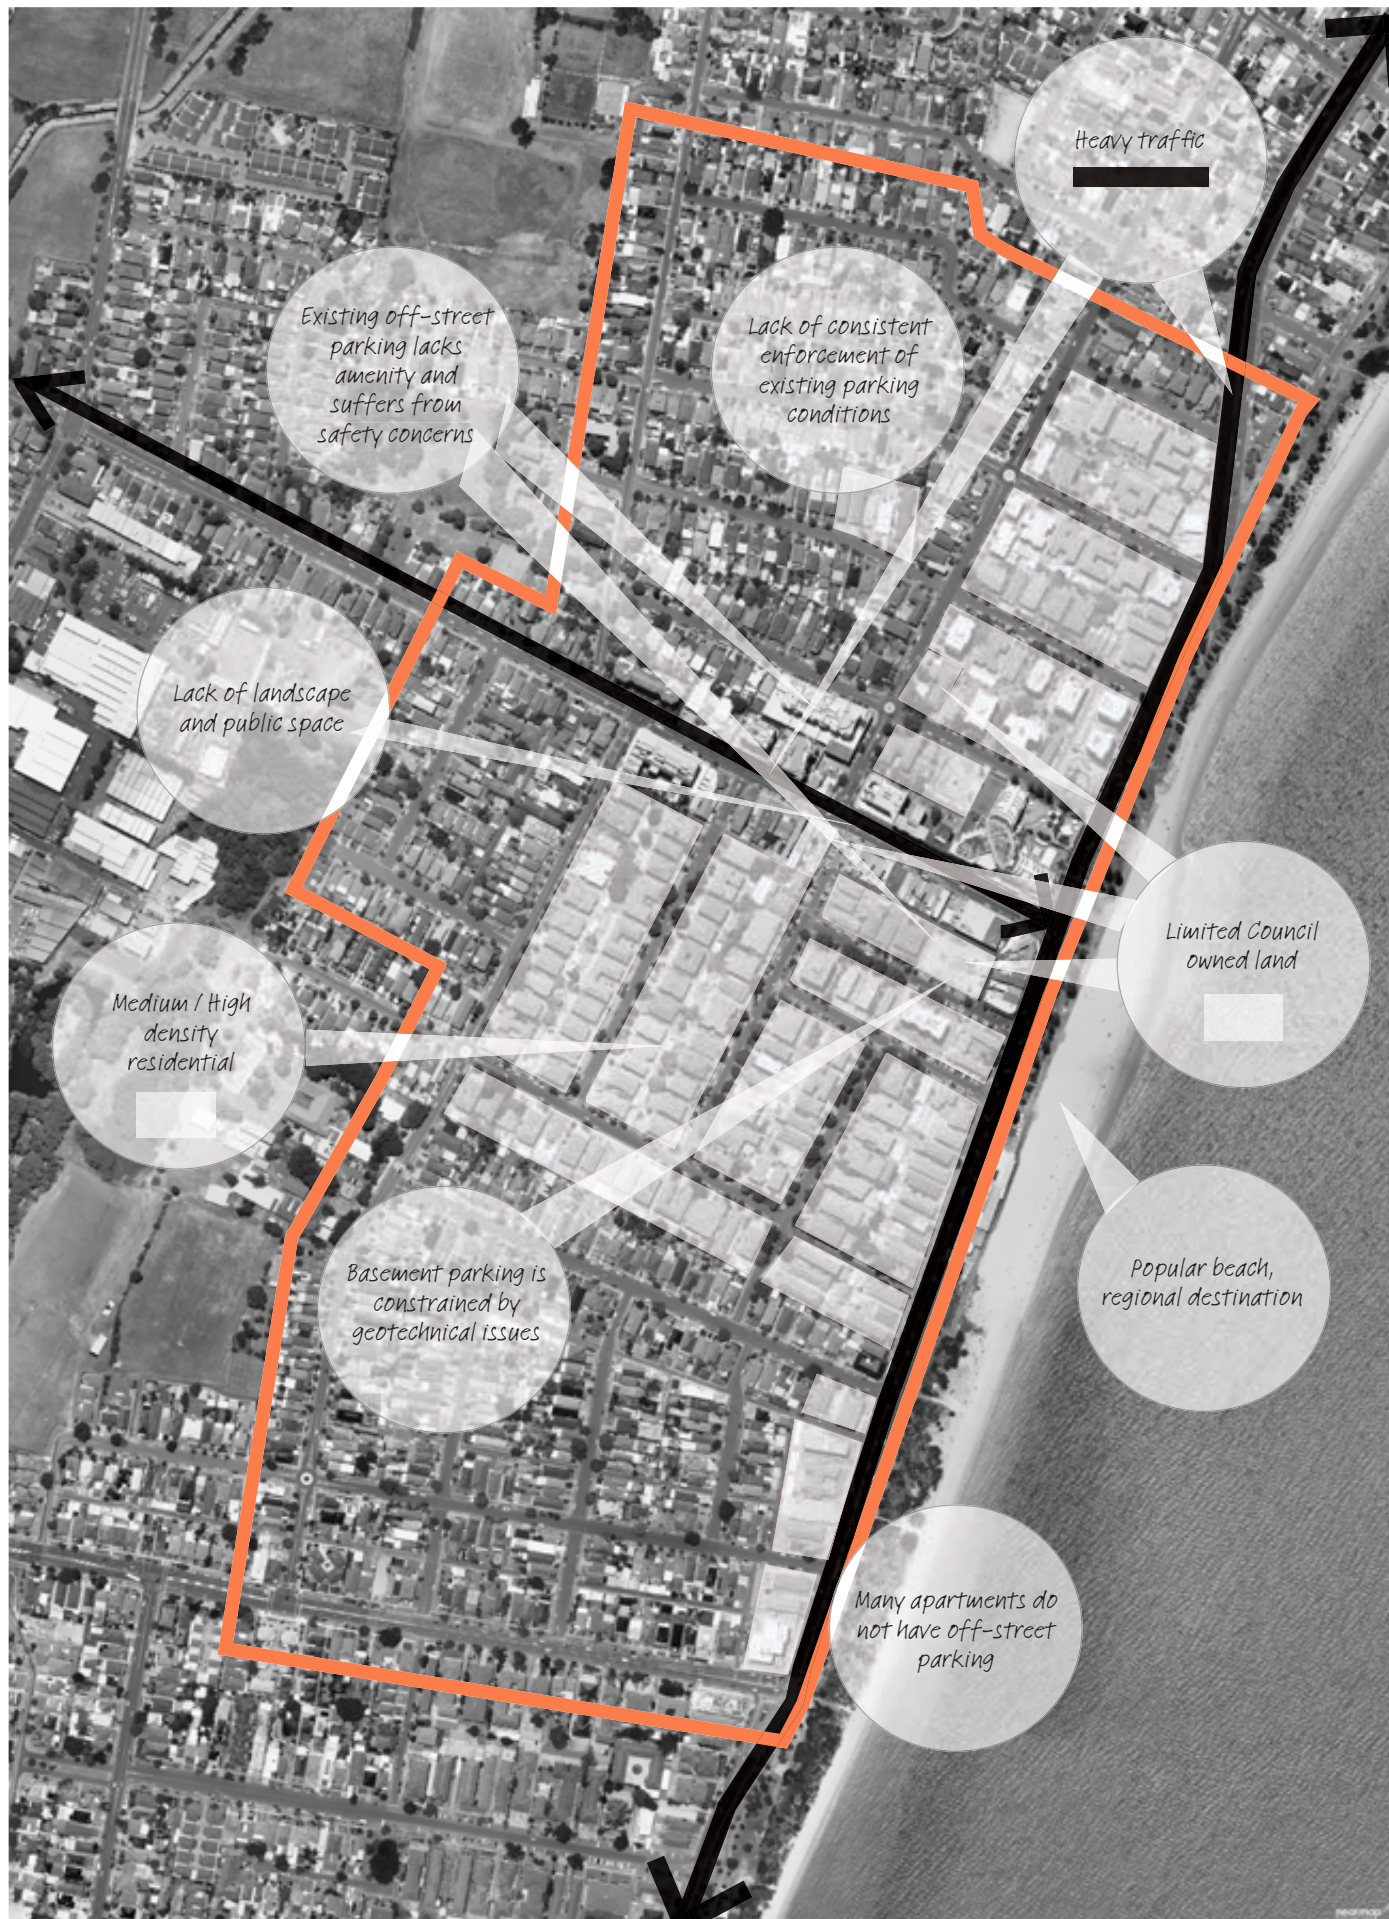 Heavy traffic
Existing off-street
parking lacks
amenity and
suffers from
safety concerns
Lack of consistent
enforcement of
existing parking
conditions
Lack of landscape
and public space
Limited Council
owned land
Medium / High
density
residential
Basement parking is
constrained by
geotechnical issues
Popular beach,
regional destination
Many apartments do
not have off-street
parking
nearmap